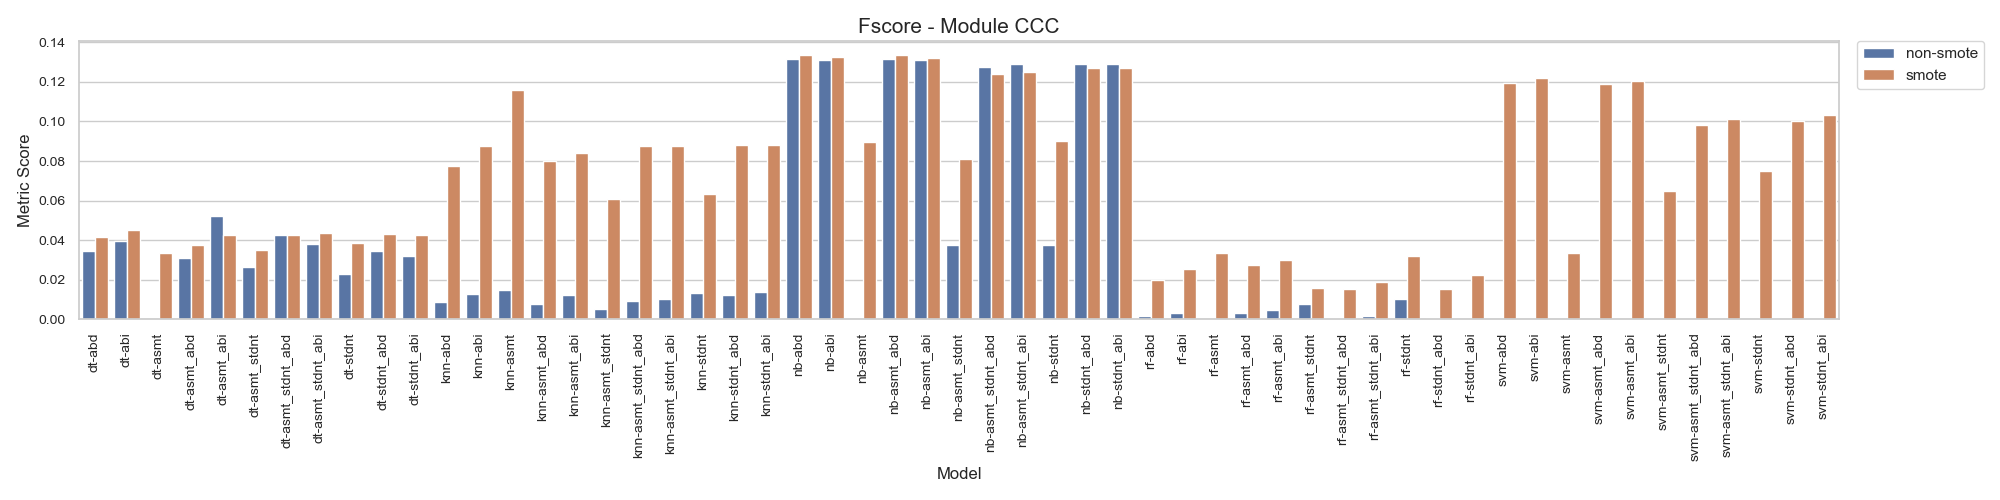 Fscore - Module CCC
non-smote
smote
Metric Score
0.14
0.12
0.10
0.08
0.06
0.04
0.02
0.00
dt-abd
dt-abi
dt-asmt
dt-asmt_abd
dt-asmt_abi
dt-asmt_stdnt
dt-asmt_stdnt_abd
dt-asmt_stdnt_abi
dt-stdnt
dt-stdnt_abd
dt-stdnt_abi
knn-abd
knn-abi
knn-asmt
knn-asmt_abd
knn-asmt_abi
knn-asmt_stdnt
knn-asmt_stdnt_abd
knn-asmt_stdnt_abi
knn-stdnt
knn-stdnt_abd
knn-stdnt_abi
nb-abd
nb-abi
nb-asmt
nb-asmt_abd
nb-asmt_abi
nb-asmt_stdnt
nb-asmt_stdnt_abd
nb-asmt_stdnt_abi
nb-stdnt
nb-stdnt_abd
nb-stdnt_abi
rf-abd
rf-abi
rf-asmt
rf-asmt_abd
rf-asmt_abi
rf-asmt_stdnt
rf-asmt_stdnt_abd
rf-asmt_stdnt_abi
rf-stdnt
rf-stdnt_abd
rf-stdnt_abi
svm-abd
svm-abi
svm-asmt
svm-asmt_abd
svm-asmt_abi
svm-asmt_stdnt
svm-asmt_stdnt_abd
svm-asmt_stdnt_abi
svm-stdnt
svm-stdnt_abd
svm-stdnt_abi
Model